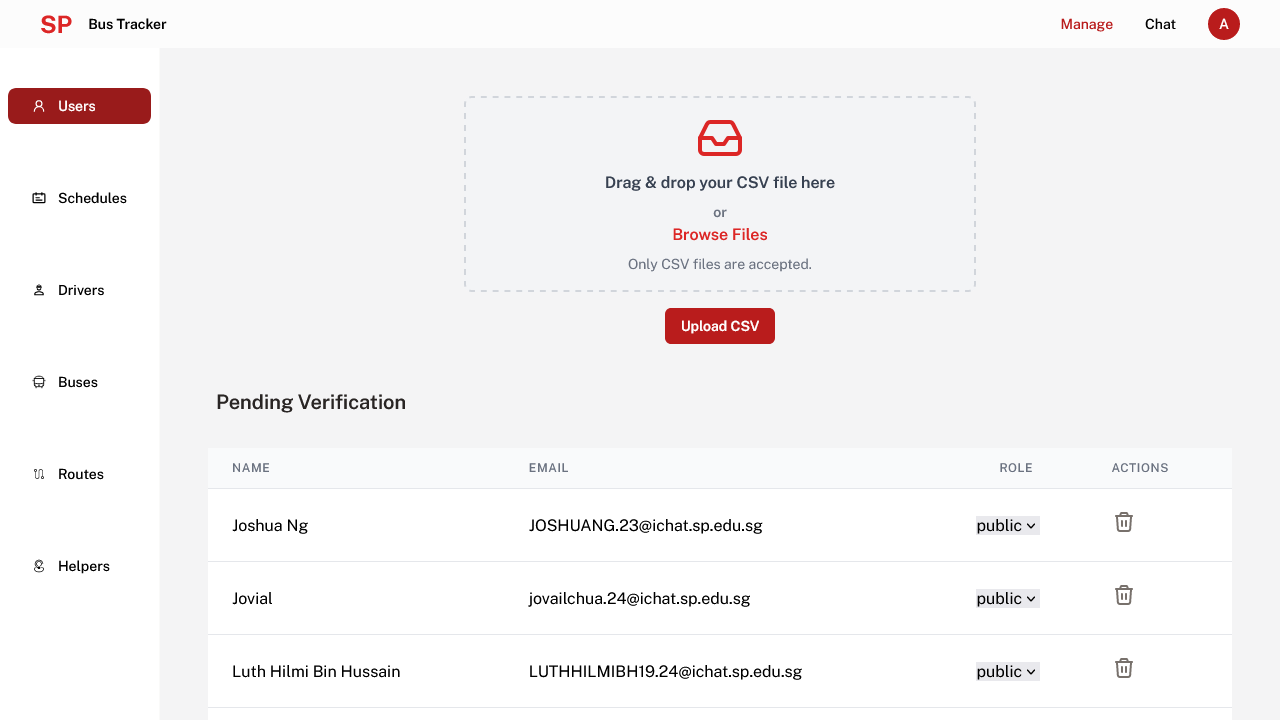 SP Bus Tracker Manage Chat A
Users
Schedules
Drivers
Buses
Routes
Helpers
Drag & drop your CSV file here
or
Browse Files
Only CSV files are accepted.
Upload CSV
Pending Verification
NAME EMAIL ROLE ACTIONS
Joshua Ng JOSHUANG.23@ichat.sp.edu.sg public
Jovial jovailchua.24@ichat.sp.edu.sg public
Luth Hilmi Bin Hussain LUTHHILMIBH19.24@ichat.sp.edu.sg public